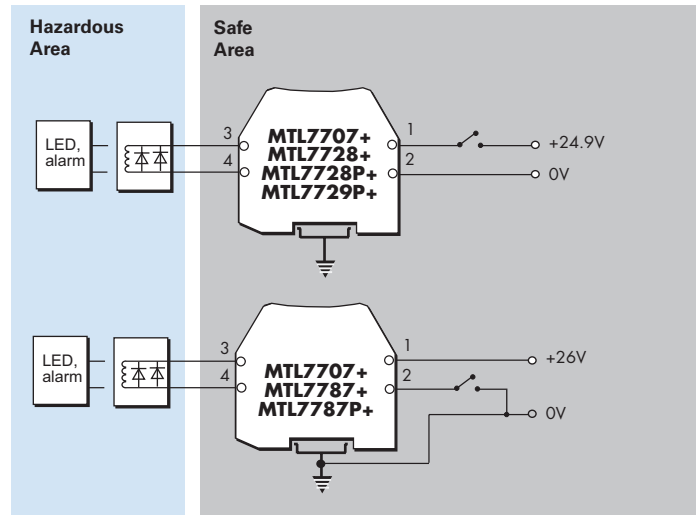 Hazardous
Area
Safe
Area
LED,
alarm
3
4
MTL7707+
MTL7728+
MTL7728P+
MTL7729P+
1
2
+24.9V
0V
LED,
alarm
3
4
MTL7707+
MTL7787+
MTL7787P+
1
2
+26V
0V